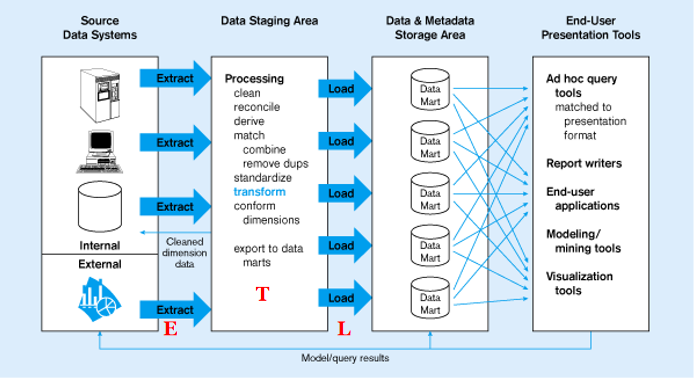 Source
Data Systems
Data Staging Area
Data & Metadata
Storage Area
End-User
Presentation Tools
Internal
External
Extract
Extract
Extract
Extract
E
Cleaned
dimension
data
Processing
clean
reconcile
derive
match
combine
remove dups
standardize
transform
conform
dimensions
export to data
marts
T
Load
Load
Load
Load
Load
L
Data
Mart
Data
Mart
Data
Mart
Data
Mart
Data
Mart
Ad hoc query
tools
matched to
presentation
format
Report writers
End-user
applications
Modeling/
mining tools
Visualization
tools
Model/query results